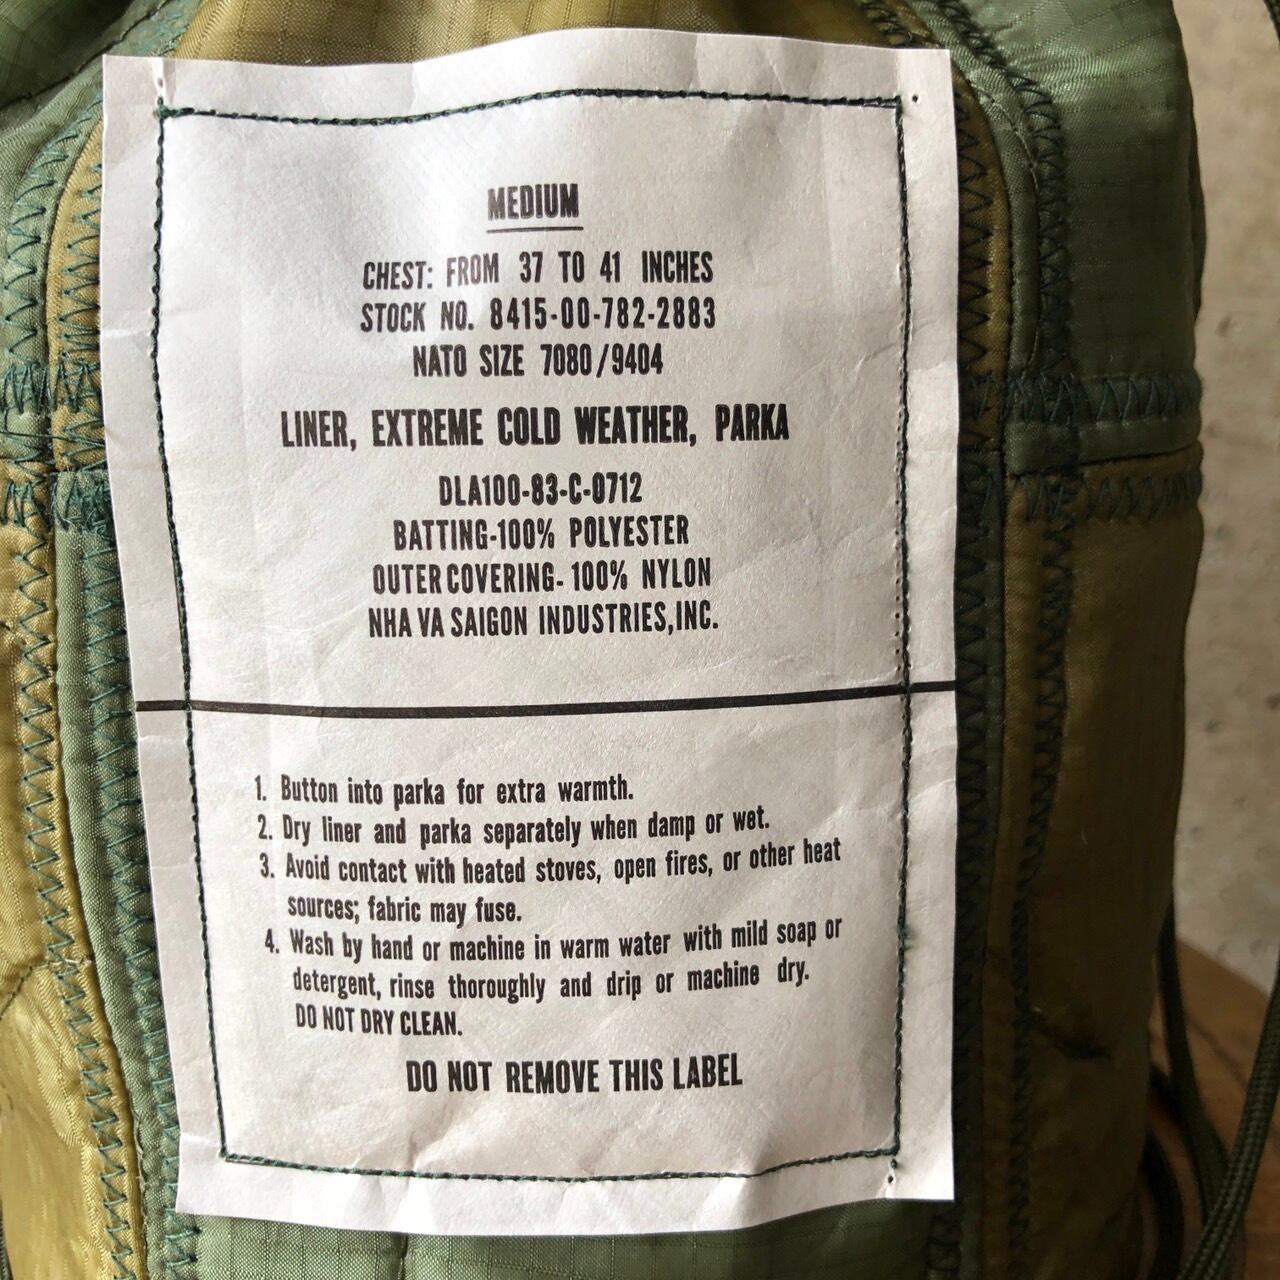 MEDIUM
CHEST: FROM 37 TO 41 INCHES
STOCK NO. 8415-00-782-2883
NATO SIZE 7080/9404
LINER, EXTREME COLD WEATHER, PARKA
DLA100-83-C-0712
BATTING-100% POLYESTER
OUTER COVERING- 100% NYLON
NHA VA SAIGON INDUSTRIES,INC.
1. Button into parka for extra warmth.
2. Dry liner and parka separately when damp or wet.
3. Avoid contact with heated stoves, open fires, or other heat
sources; fabric may fuse.
4. Wash by hand or machine in warm water with mild soap or
detergent, rinse thoroughly and drip or machine dry.
DO NOT DRY CLEAN.
DO NOT REMOVE THIS LABEL